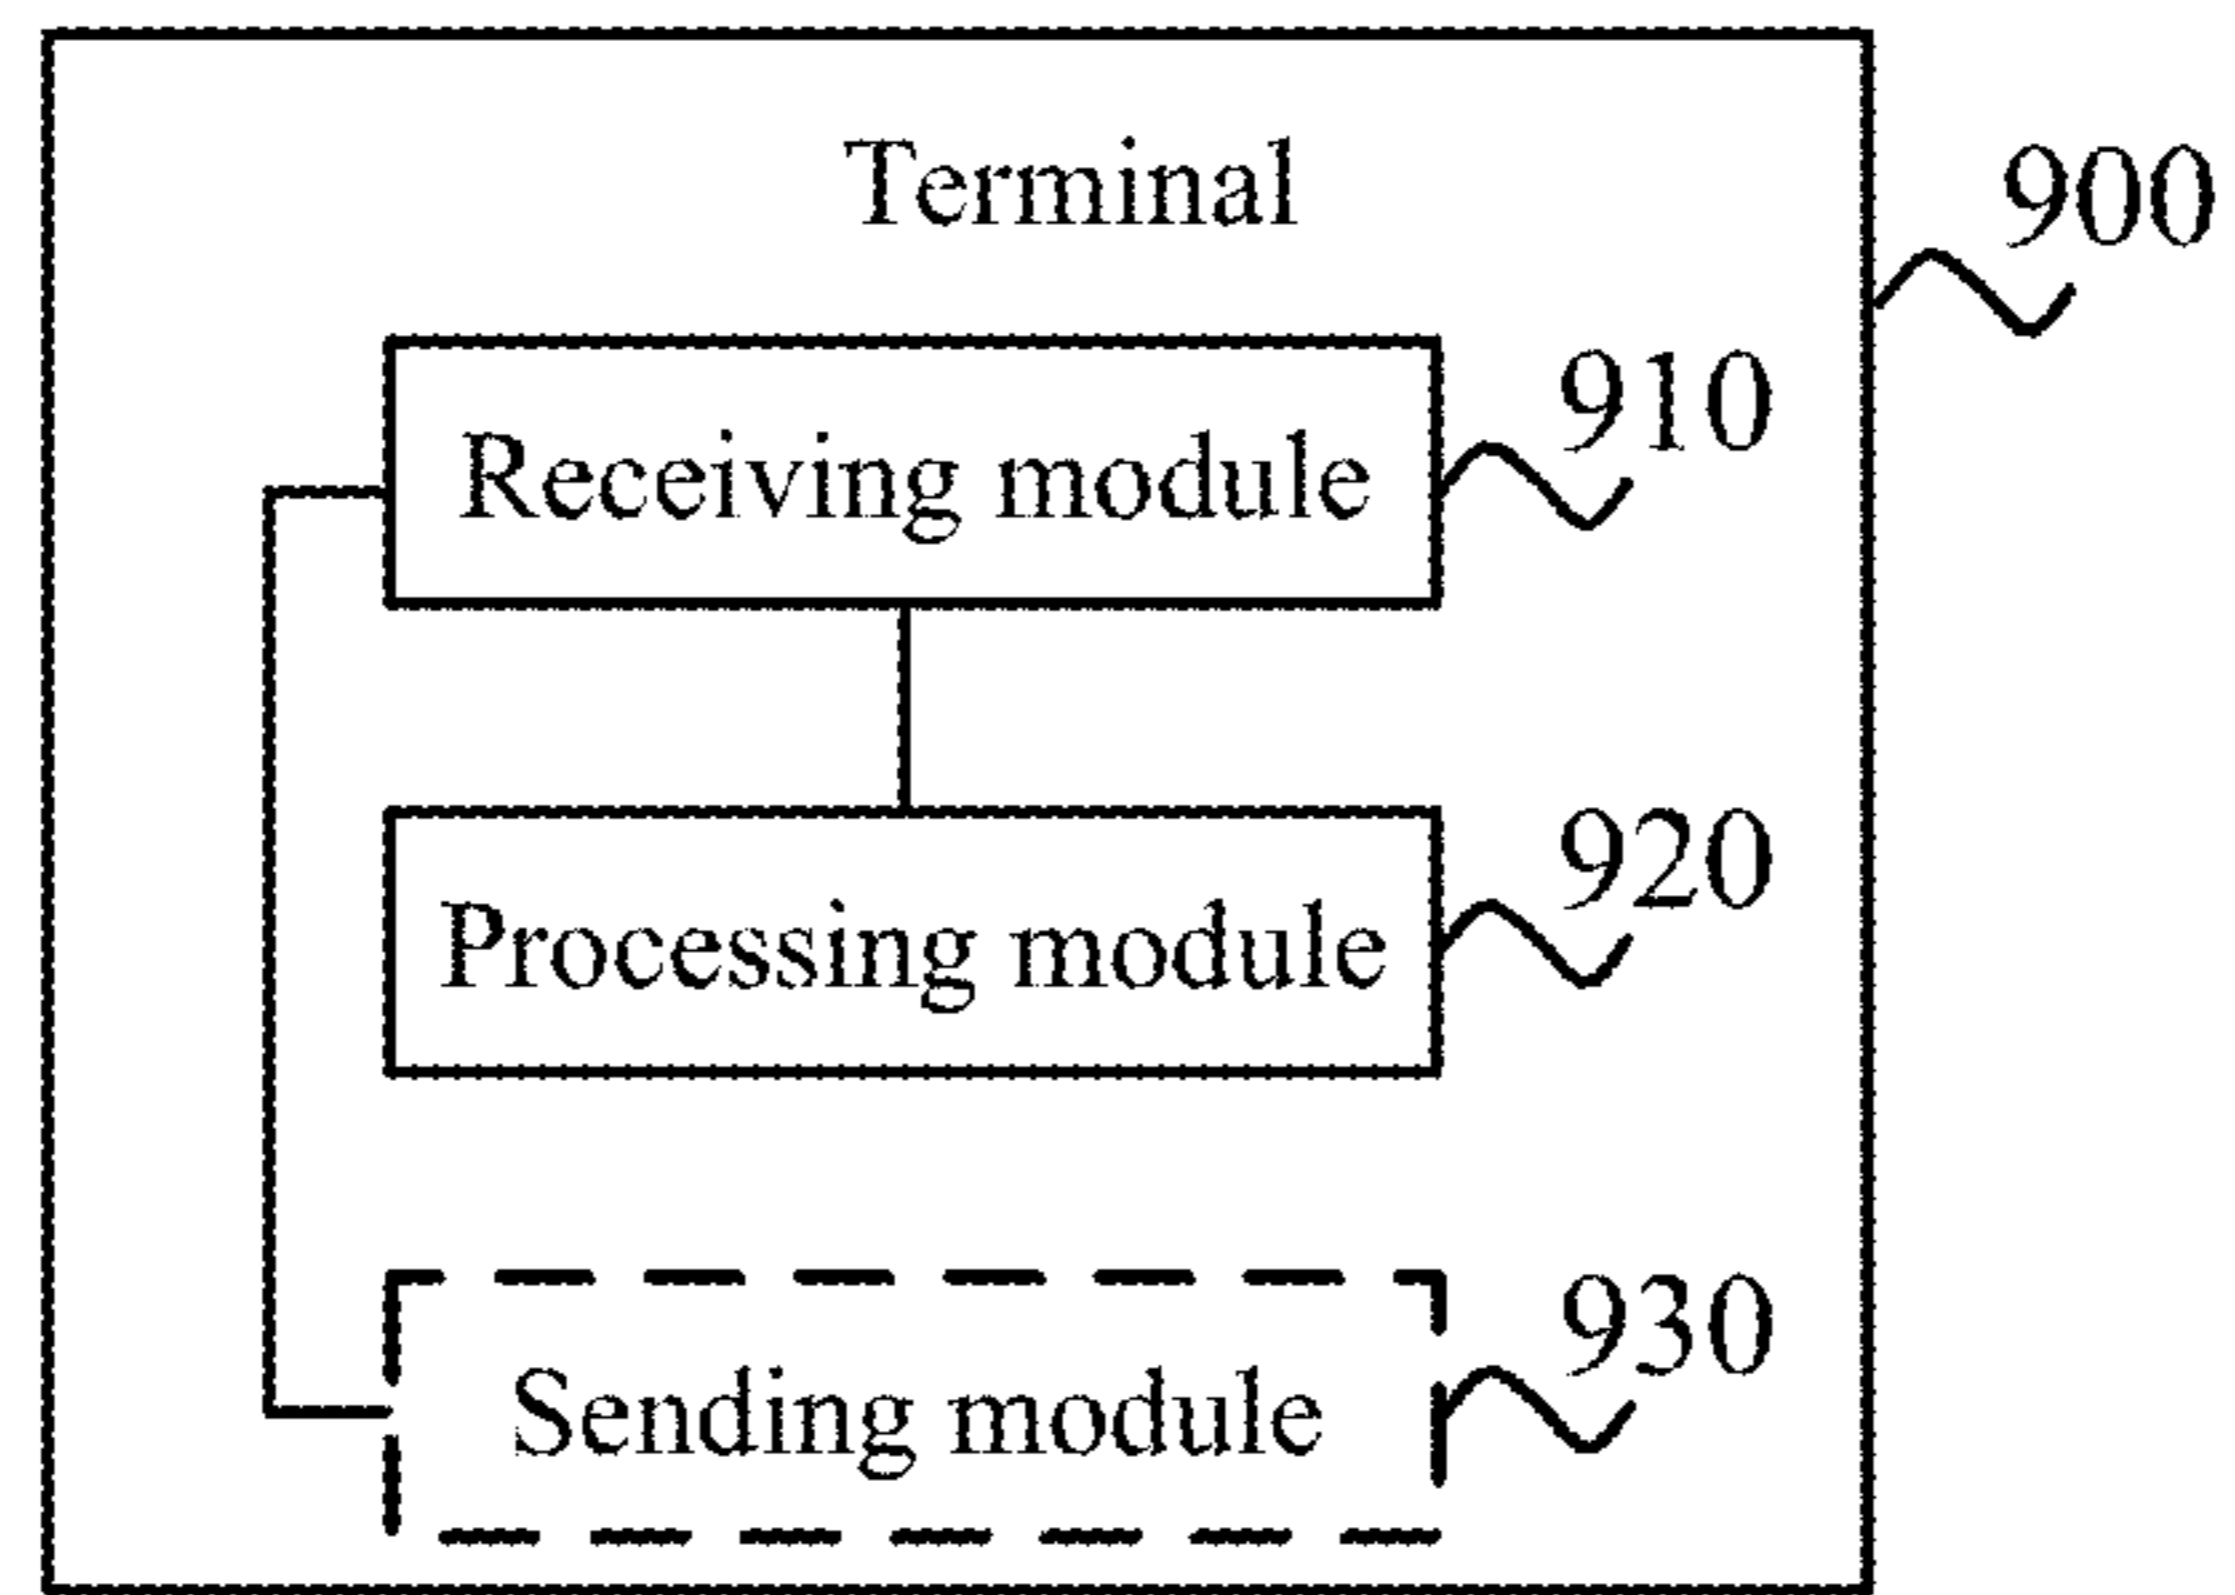 Terminal
900
Receiving module
910
Processing module
920
Sending module
930